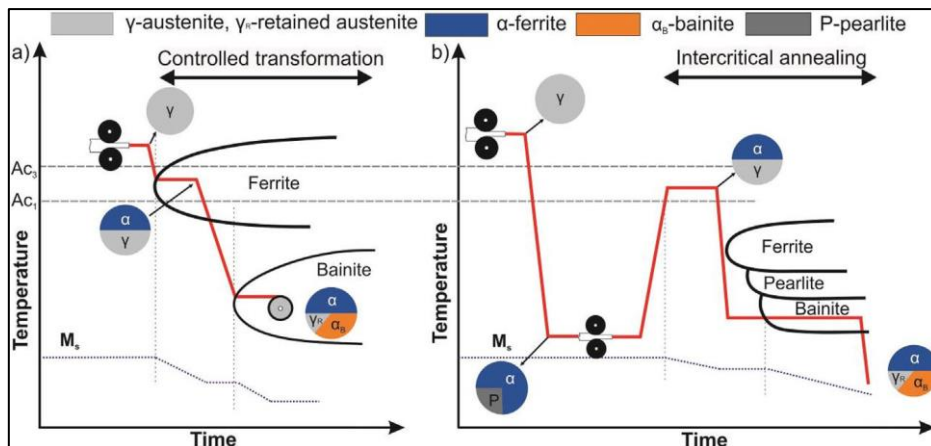 γ-austenite, γR-retained austenite
α-ferrite
αB-bainite
P-pearlite
a)
Controlled transformation
γ
Ac3
Ac1
Ferrite
α
γ
Bainite
α
γR
αB
Ms
Temperature
Time
b)
Intercritical annealing
γ
α
γ
Ferrite
Pearlite
Bainite
Ms
α
P
α
γR
αB
Temperature
Time